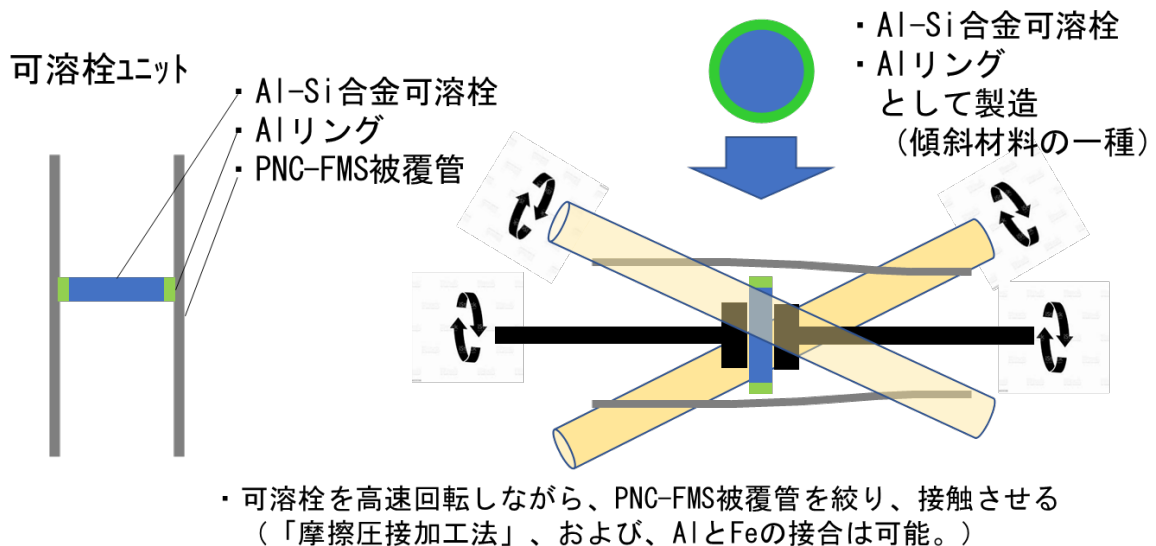 可溶栓ユニット
・Al-Si合金可溶栓
・Alリング
・PNC-FMS被覆管
・Al-Si合金可溶栓
・Alリング
として製造
(傾斜材料の一種)
・可溶栓を高速回転しながら、PNC-FMS被覆管を絞り、接触させる
(「摩擦圧接加工法」、および、AlとFeの接合は可能。)